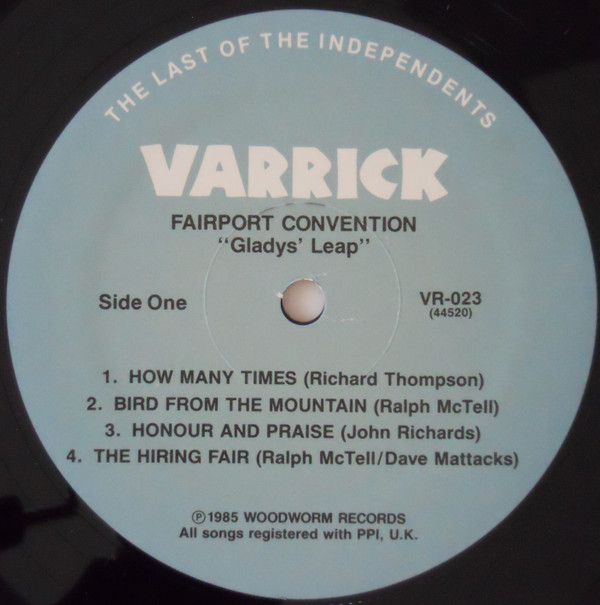 THE LAST OF THE INDEPENDENTS
VARRICK
FAIRPORT CONVENTION
"Gladys' Leap"
Side One
VR-023
(44520)
1. HOW MANY TIMES (Richard Thompson)
2. BIRD FROM THE MOUNTAIN (Ralph McTell)
3. HONOUR AND PRAISE (John Richards)
4. THE HIRING FAIR (Ralph McTell/Dave Mattacks)
Ⓟ1985 WOODWORM RECORDS
All songs registered with PPI, U.K.